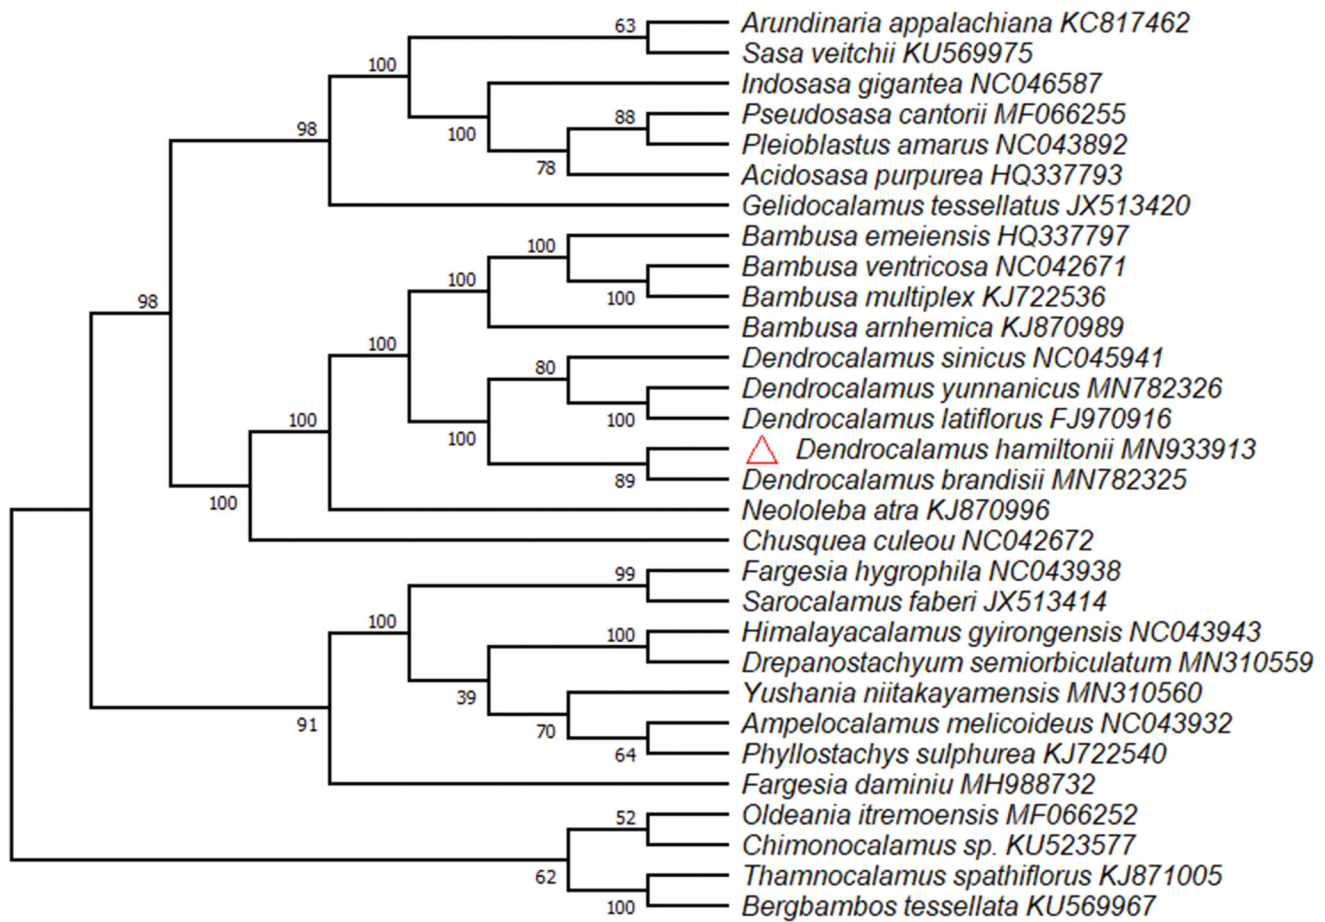 63
Arundinaria appalachiana KC817462
Sasa veitchii KU569975
100
Indosasa gigantea NC046587
88
Pseudosasa cantorii MF066255
98
100
Pleioblastus amarus NC043892
78
Acidosasa purpurea HQ337793
Gelidocalamus tessellatus JX513420
Bambusa emeiensis HQ337797
100
Bambusa ventricosa NC042671
100
98
100
Bambusa multiplex KJ722536
Bambusa arnhemica KJ870989
100
Dendrocalamus sinicus NC045941
80
Dendrocalamus yunnanicus MN782326
100
100
Dendrocalamus latiflorus FJ970916
100
Dendrocalamus hamiltonii MN933913
89
Dendrocalamus brandisii MN782325
100
Neololeba atra KJ870996
Chusquea culeou NC042672
99
Fargesia hygrophila NC043938
Sarocalamus faberi JX513414
100
100
Himalayacalamus gyirongensis NC043943
Drepanostachyum semiorbiculatum MN310559
39
Yushania niitakayamensis MN310560
91
70
Ampelocalamus melicoideus NC043932
64
Phyllostachys sulphurea KJ722540
Fargesia daminiu MH988732
52
Oldeania itremoensis MF066252
Chimonocalamus sp. KU523577
62
Thamnocalamus spathiflorus KJ871005
100
Bergbambos tessellata KU569967